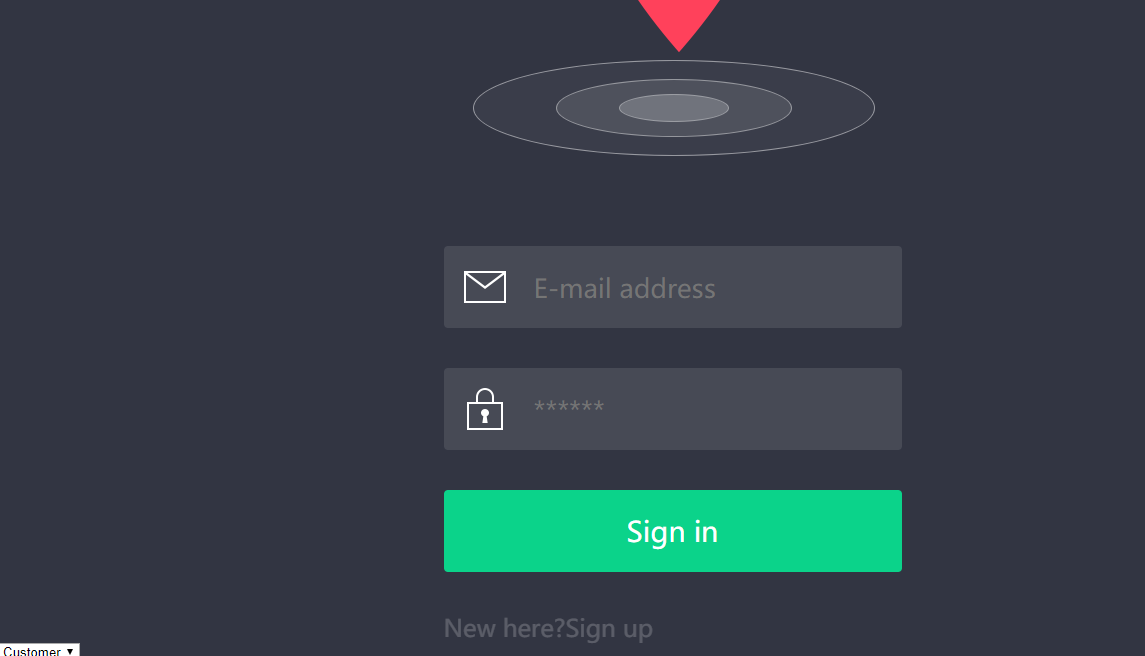 E-mail address
******
Sign in
New here?Sign up
Customer